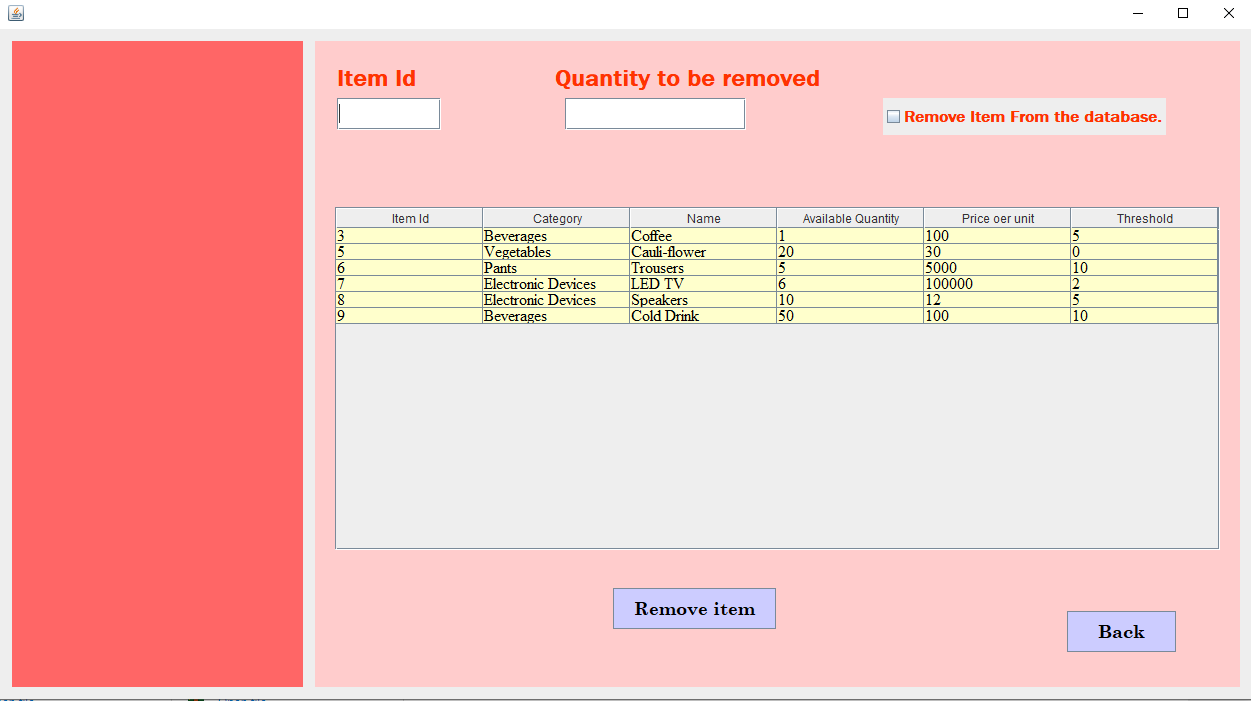 Item Id Quantity to be removed
Remove Item From the database.
Item Id Category Name Available Quantity Price oer unit Threshold
3 Beverages Coffee 1 100 5
5 Vegetables Cauli-flower 20 30 0
6 Pants Trousers 5 5000 10
7 Electronic Devices LED TV 6 100000 2
8 Electronic Devices Speakers 10 12 5
9 Beverages Cold Drink 50 100 10
Remove item
Back